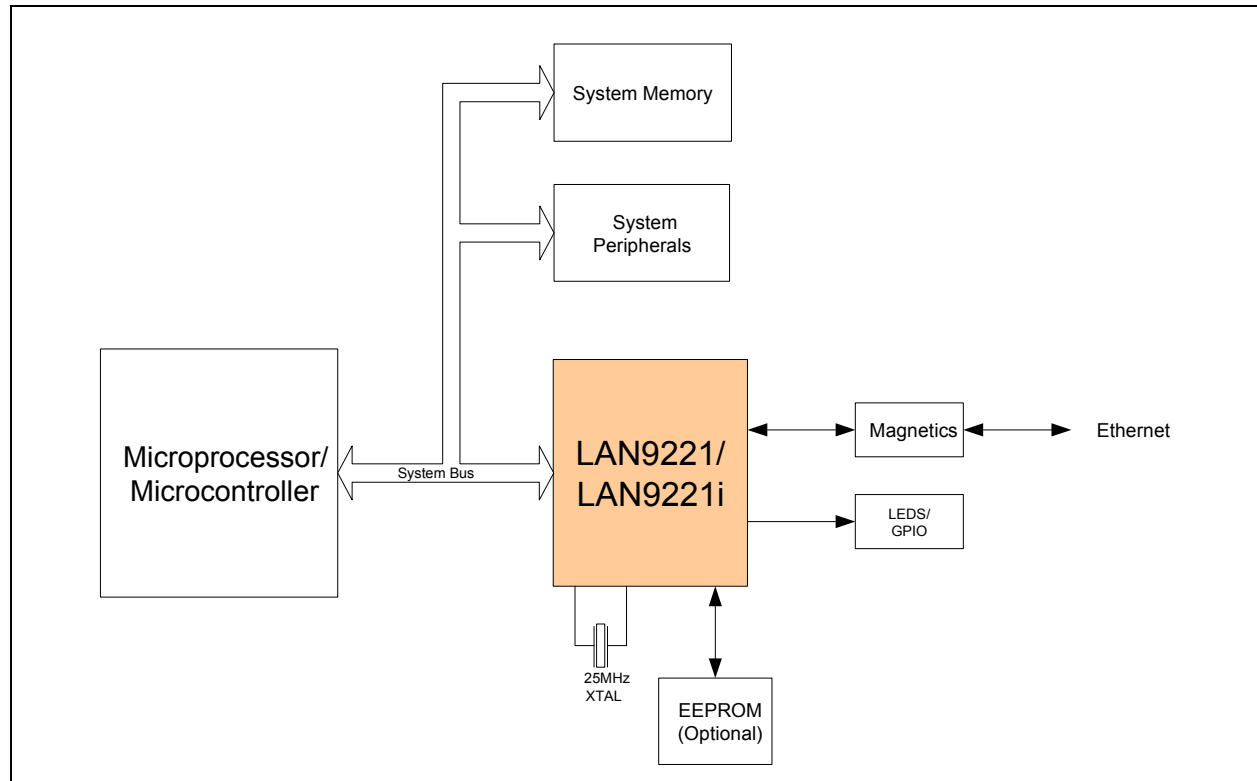 System Memory
System
Peripherals
Microprocessor/
Microcontroller
System Bus
LAN9221/
LAN9221i
Magnetics
Ethernet
LEDS/
GPIO
25MHz
XTAL
EEPROM
(Optional)